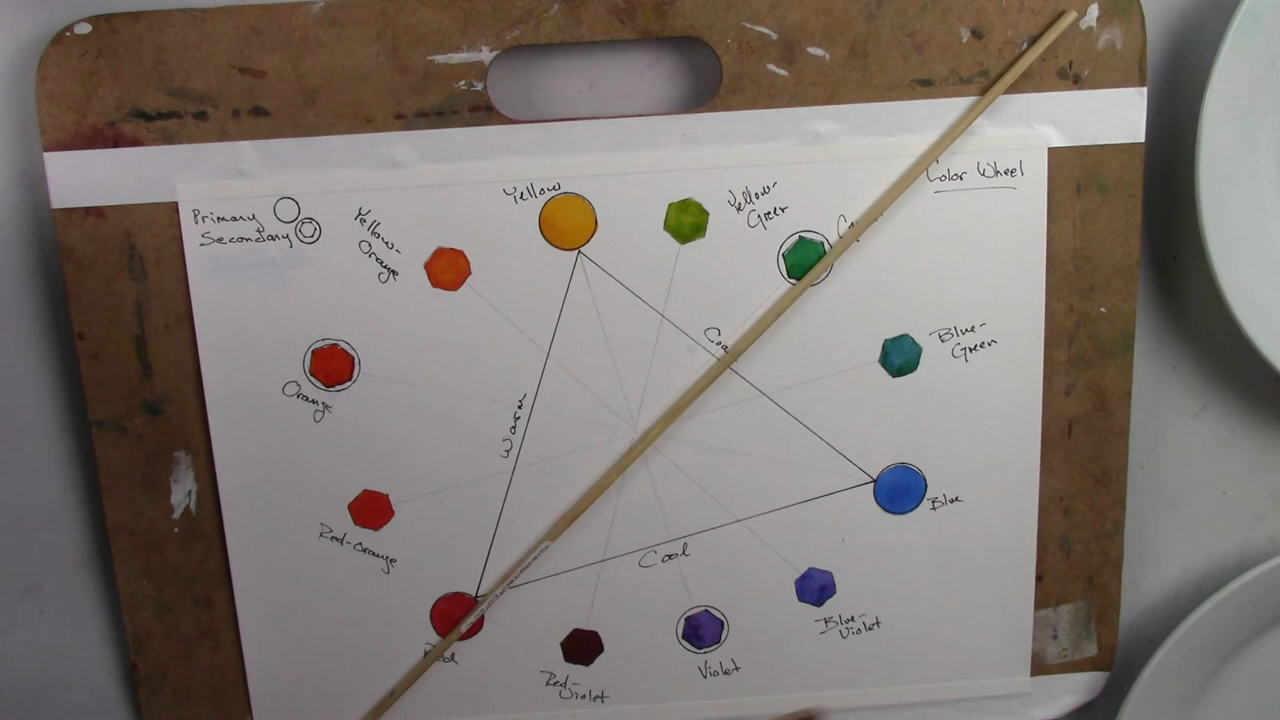 Color Wheel
Primary
Secondary
Yellow-
Orange
Yellow
Yellow-
Green
Blue-
Green
Orange
Warm
Red-Orange
Cool
Blue
Red
Red-
Violet
Violet
Blue-
Violet